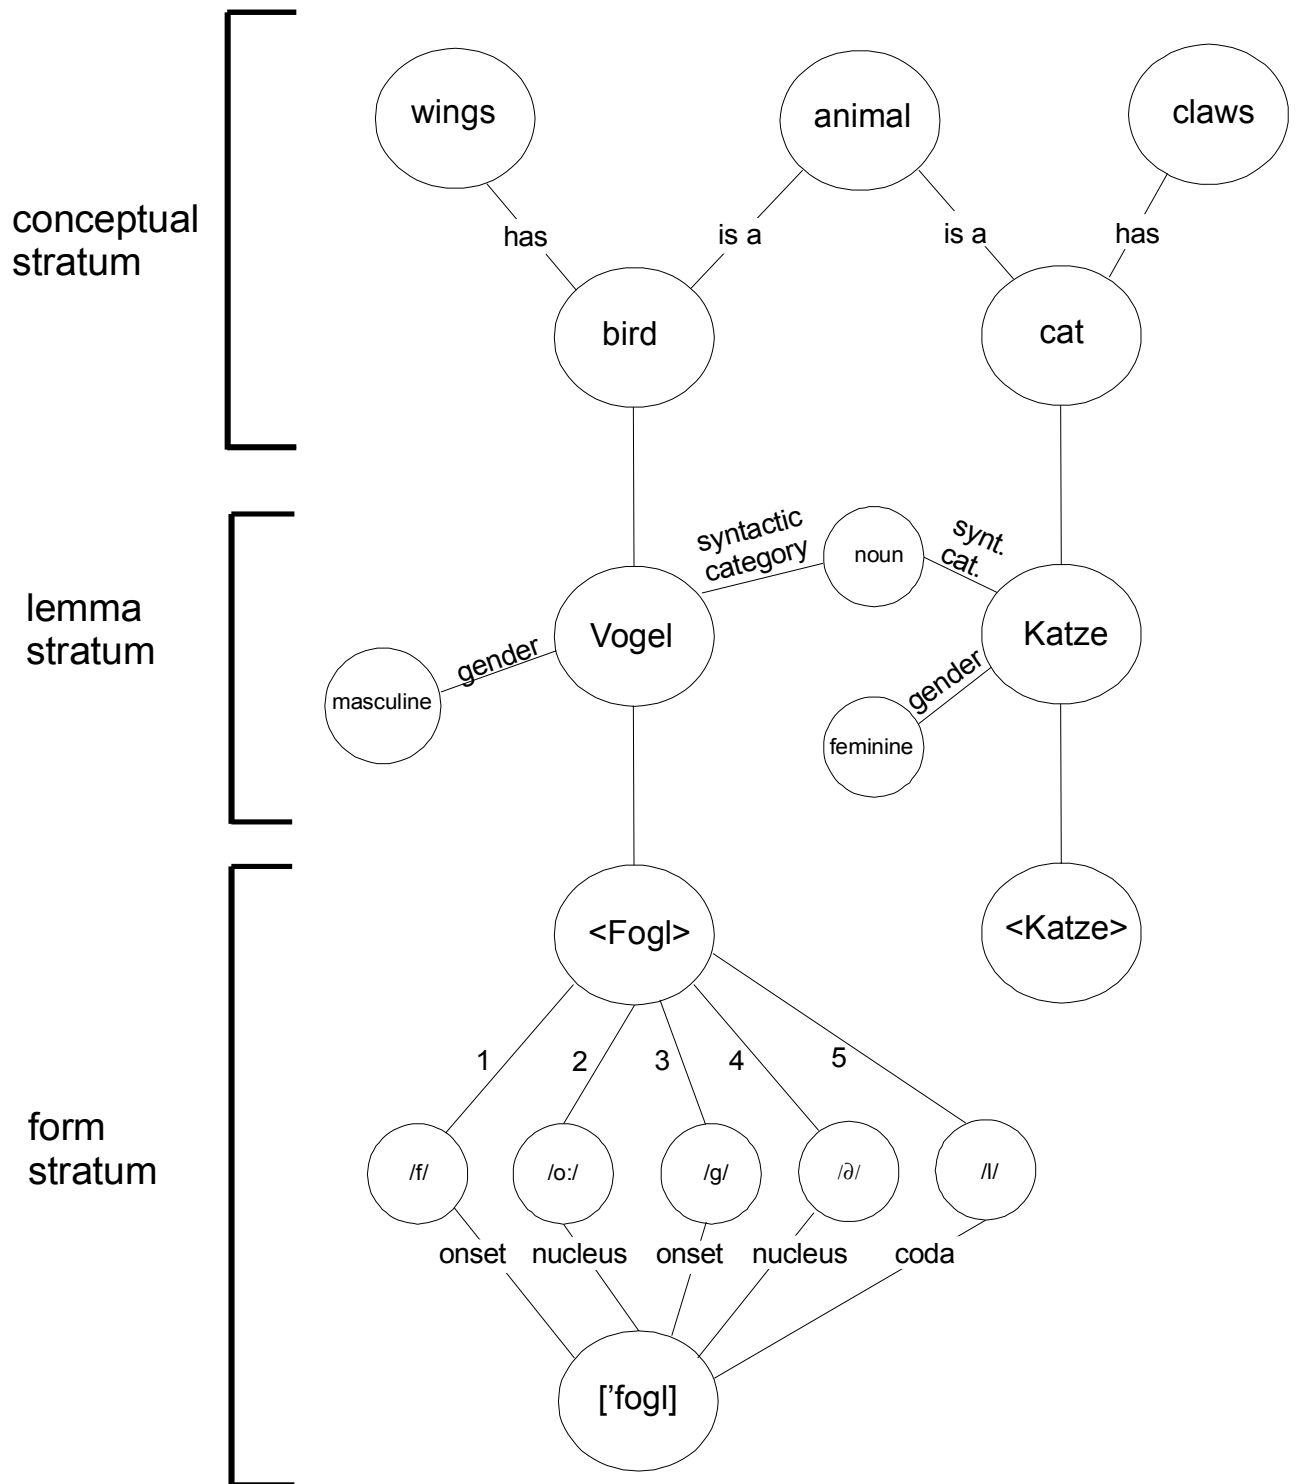 wings
animal
claws
conceptual
stratum
has
is a
is a
has
bird
cat
syntactic
category
noun
synt.
cat.
lemma
stratum
Vogel
Katze
gender
masculine
gender
feminine
<Fogl>
<Katze>
1
2
3
4
5
form
stratum
/f/
/o:/
/g/
/∂/
/l/
onset
nucleus
onset
nucleus
coda
['fogl]